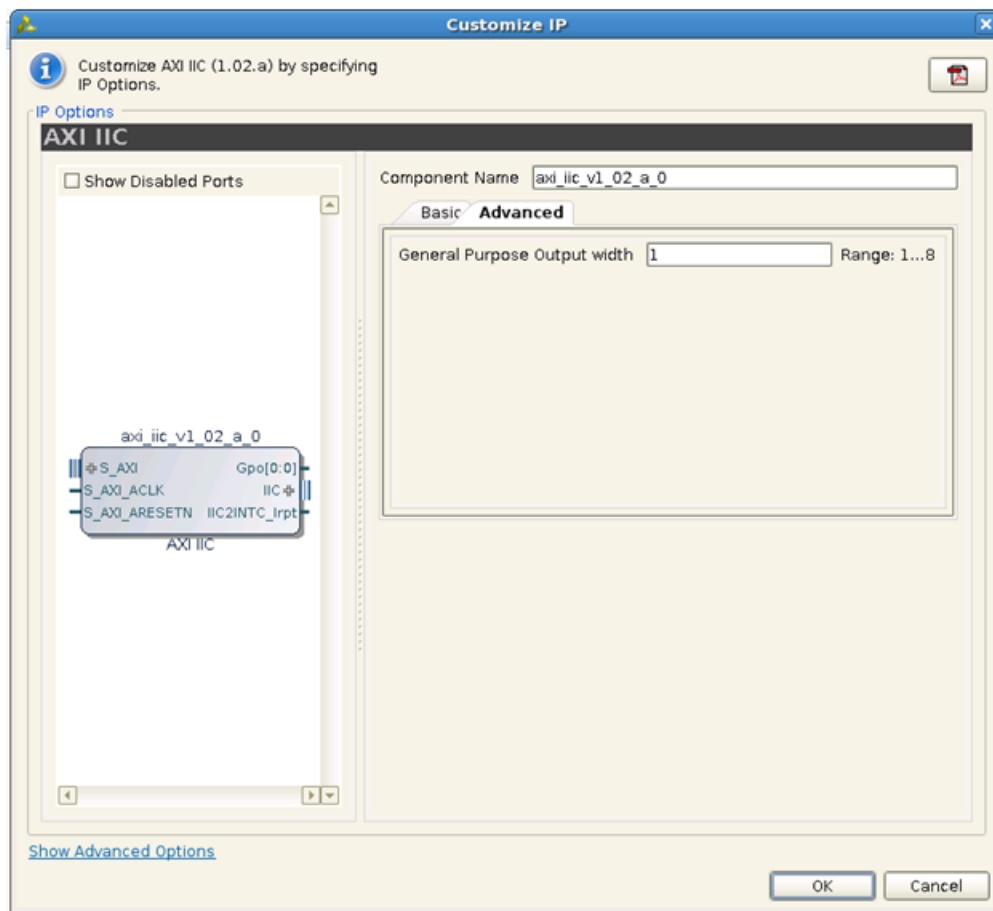 Customize IP
Customize AXI IIC (1.02.a) by specifying
IP Options.
IP Options
AXI IIC
Show Disabled Ports
Component Name axi_iic_v1_02_a_0
Basic Advanced
General Purpose Output width 1 Range: 1...8
axi_iic_v1_02_a_0
S_AXI Gpo[0:0]
S_AXI_ACLK IIC
S_AXI_ARESETN IIC2INTC_Irpt
AXI IIC
Show Advanced Options
OK Cancel